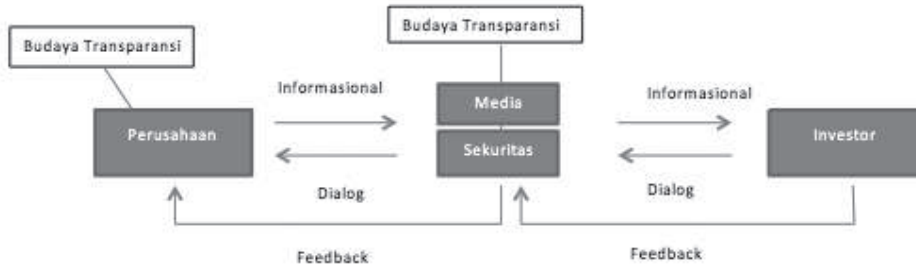 Budaya Transparansi
Budaya Transparansi
Informasional
Media
Informasional
Perusahaan
Sekuritas
Investor
Dialog
Dialog
Feedback
Feedback